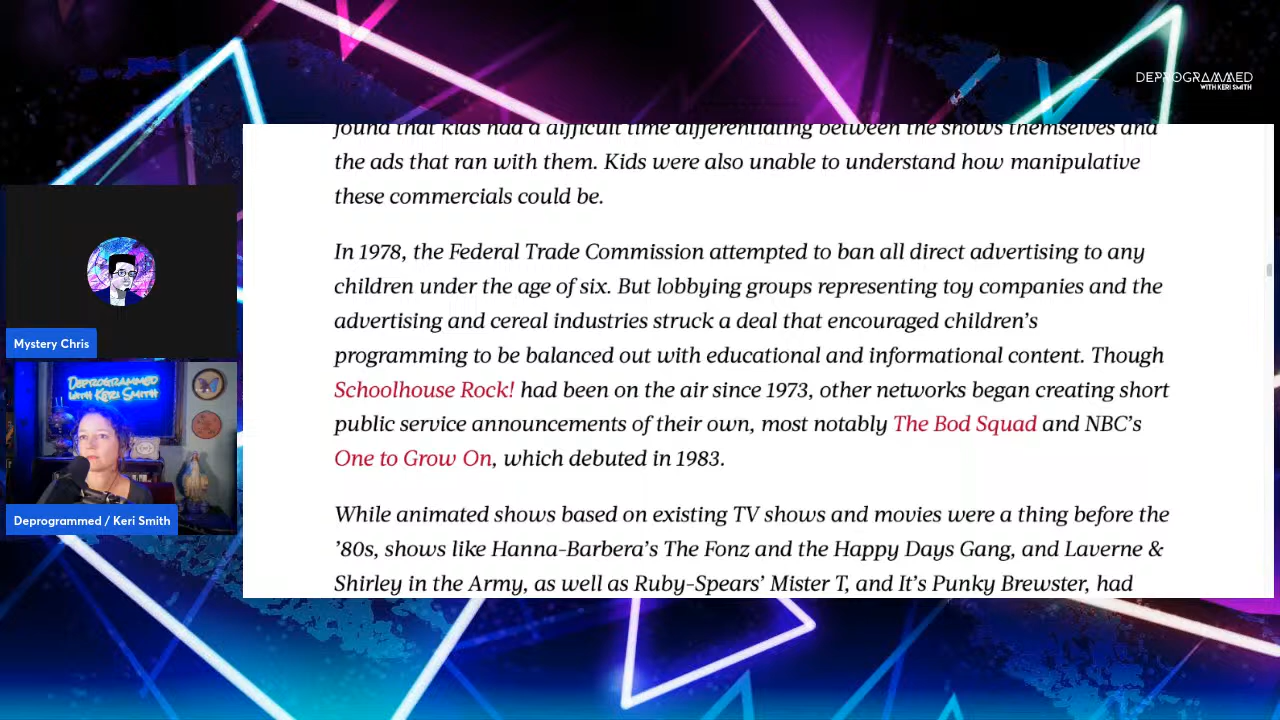 DEPROGRAMMED
WITH KERI SMITH
found that kids had a difficult time differentiating between the shows themselves and
the ads that ran with them. Kids were also unable to understand how manipulative
these commercials could be.
In 1978, the Federal Trade Commission attempted to ban all direct advertising to any
children under the age of six. But lobbying groups representing toy companies and the
advertising and cereal industries struck a deal that encouraged children’s
programming to be balanced out with educational and informational content. Though
Schoolhouse Rock! had been on the air since 1973, other networks began creating short
public service announcements of their own, most notably The Bod Squad and NBC’s
One to Grow On, which debuted in 1983.
While animated shows based on existing TV shows and movies were a thing before the
’80s, shows like Hanna-Barbera’s The Fonz and the Happy Days Gang, and Laverne &
Shirley in the Army, as well as Ruby-Spears’ Mister T, and It’s Punky Brewster, had
Mystery Chris
DEPROGRAMMED
WITH KERI SMITH
Deprogrammed / Keri Smith